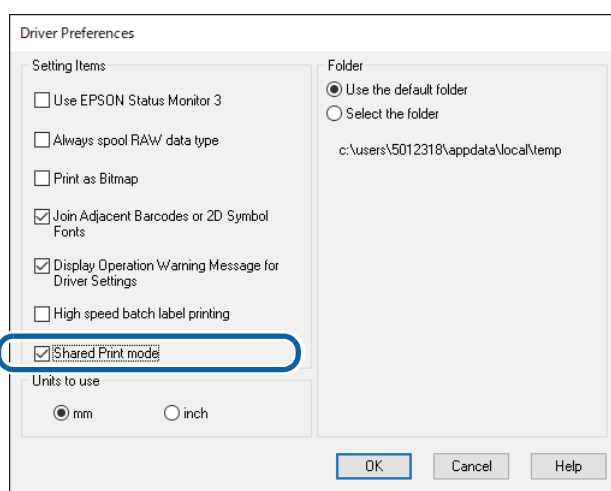 Driver Preferences
Setting Items
Use EPSON Status Monitor 3
Always spool RAW data type
Print as Bitmap
Join Adjacent Barcodes or 2D Symbol
Fonts
Display Operation Warning Message for
Driver Settings
High speed batch label printing
Shared Print mode
Units to use
mm
inch
Folder
Use the default folder
Select the folder
c:\users\5012318\appdata\local\temp
OK
Cancel
Help